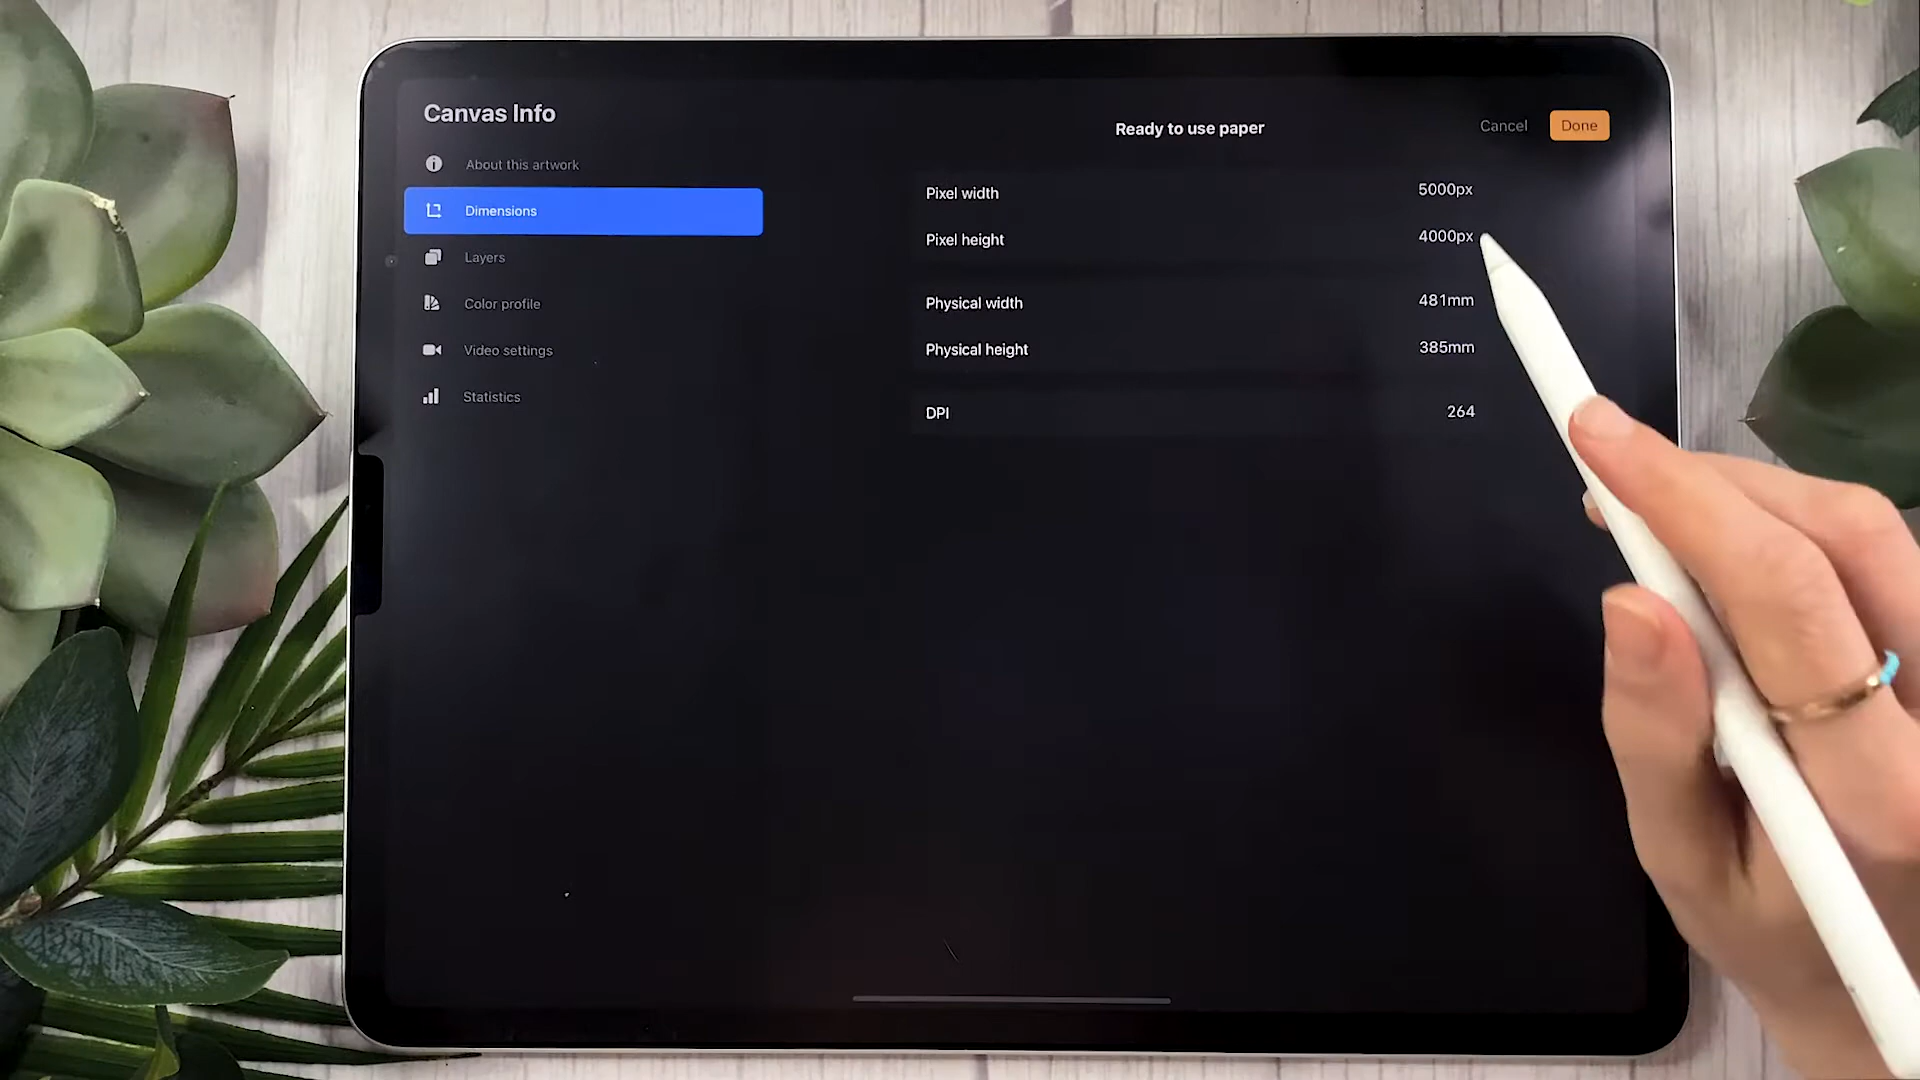 Canvas Info
About this artwork
Dimensions
Layers
Color profile
Video settings
Statistics
Ready to use paper
Cancel
Done
Pixel width 5000px
Pixel height 4000px
Physical width 481mm
Physical height 385mm
DPI 264